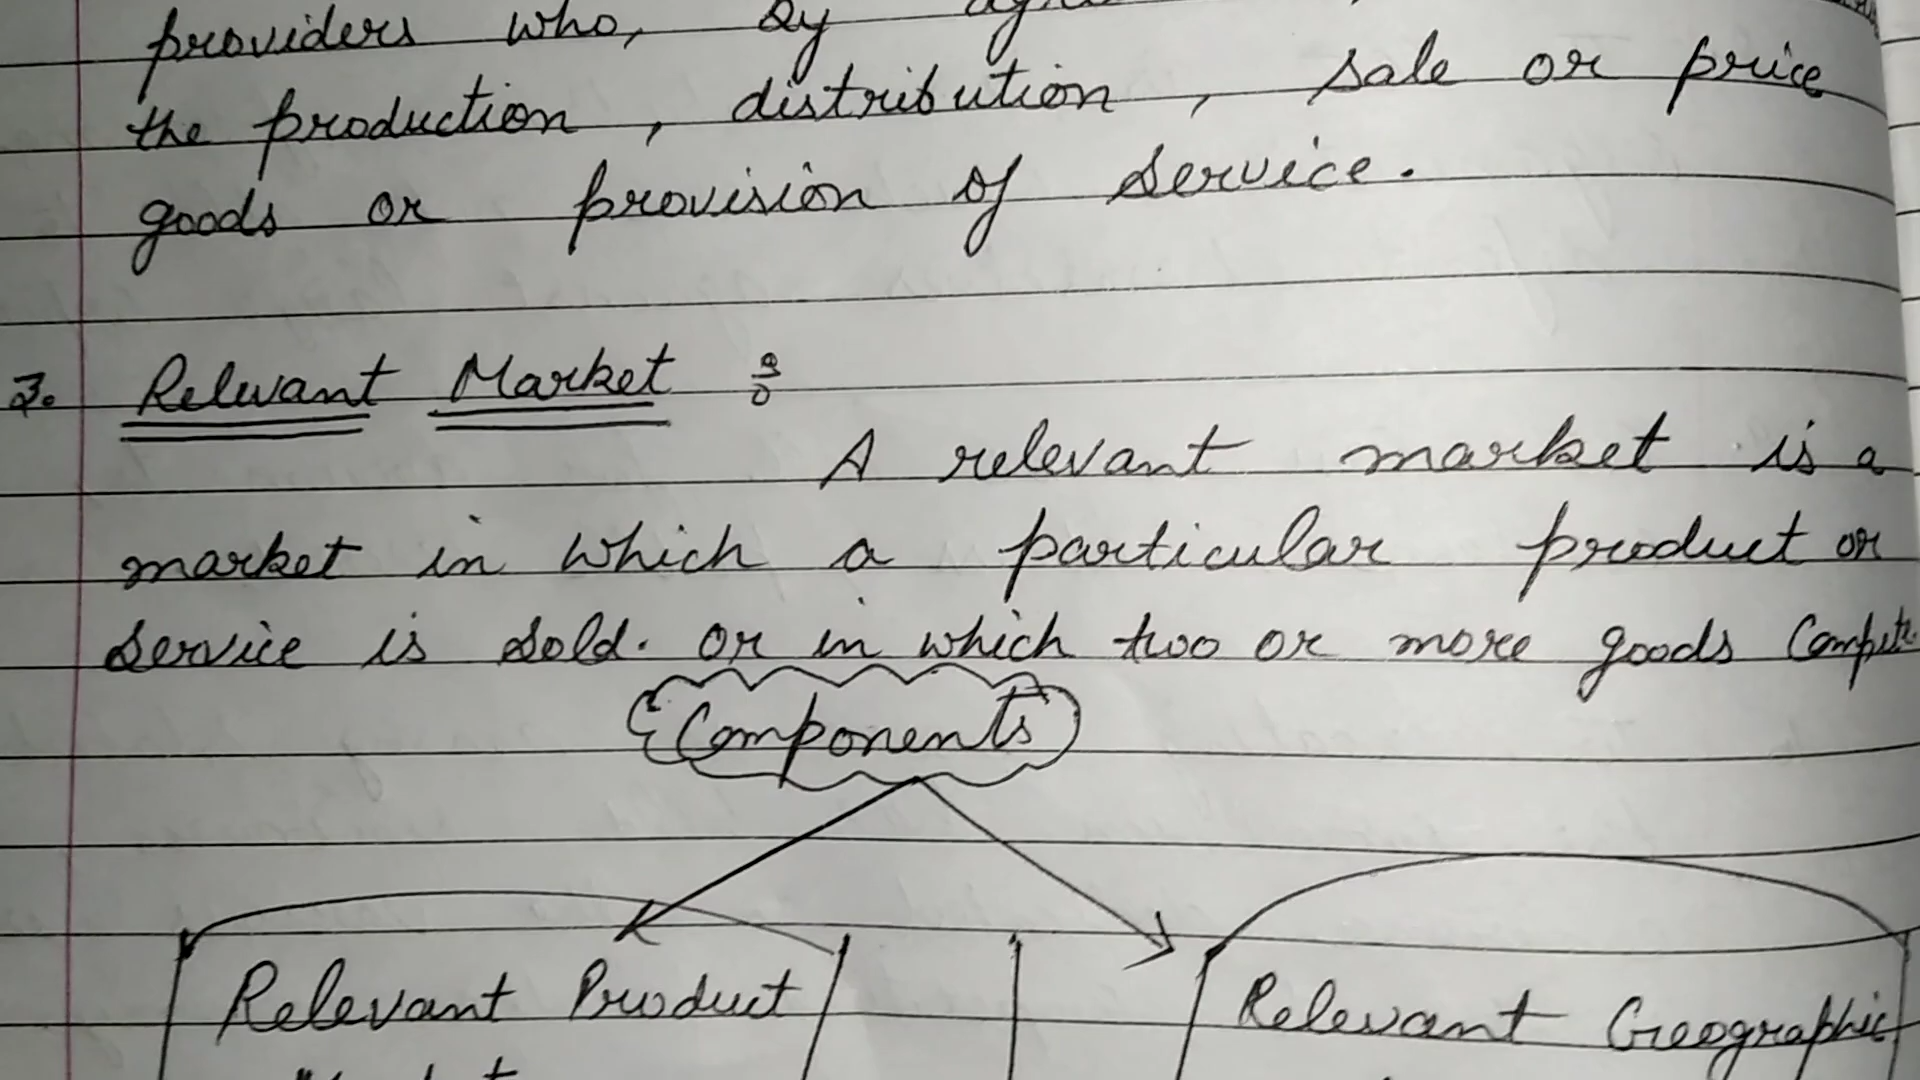 providers who, by
the production, distribution, sale or price
goods or provision of service.
3. Relevant Market :
A relevant market is a
market in which a particular product or
service is sold. or in which two or more goods Compete.
Components
Relevant Product
Relevant Geographic